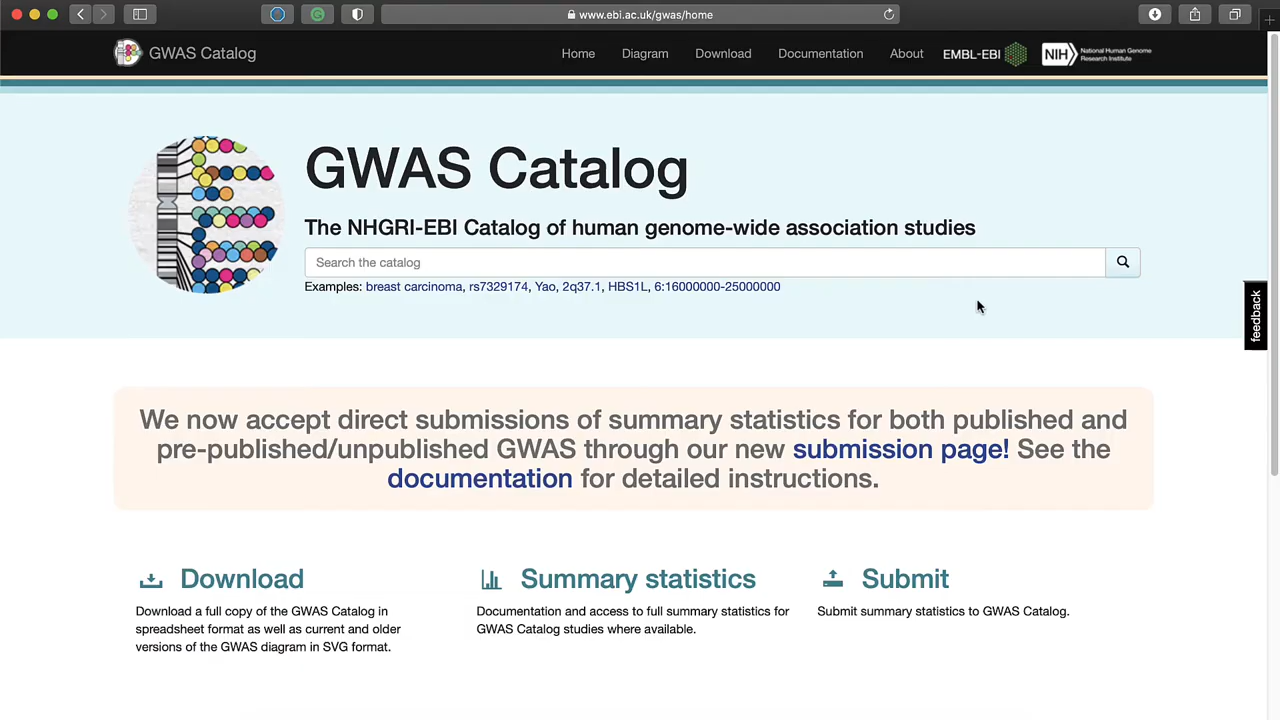 www.ebi.ac.uk/gwas/home
GWAS Catalog
Home
Diagram
Download
Documentation
About
EMBL-EBI
NIH
National Human Genome
Research Institute
GWAS Catalog
The NHGRI-EBI Catalog of human genome-wide association studies
Search the catalog
Examples: breast carcinoma, rs7329174, Yao, 2q37.1, HBS1L, 6:16000000-25000000
feedback
We now accept direct submissions of summary statistics for both published and
pre-published/unpublished GWAS through our new submission page! See the
documentation for detailed instructions.
Download
Download a full copy of the GWAS Catalog in
spreadsheet format as well as current and older
versions of the GWAS diagram in SVG format.
Summary statistics
Documentation and access to full summary statistics for
GWAS Catalog studies where available.
Submit
Submit summary statistics to GWAS Catalog.